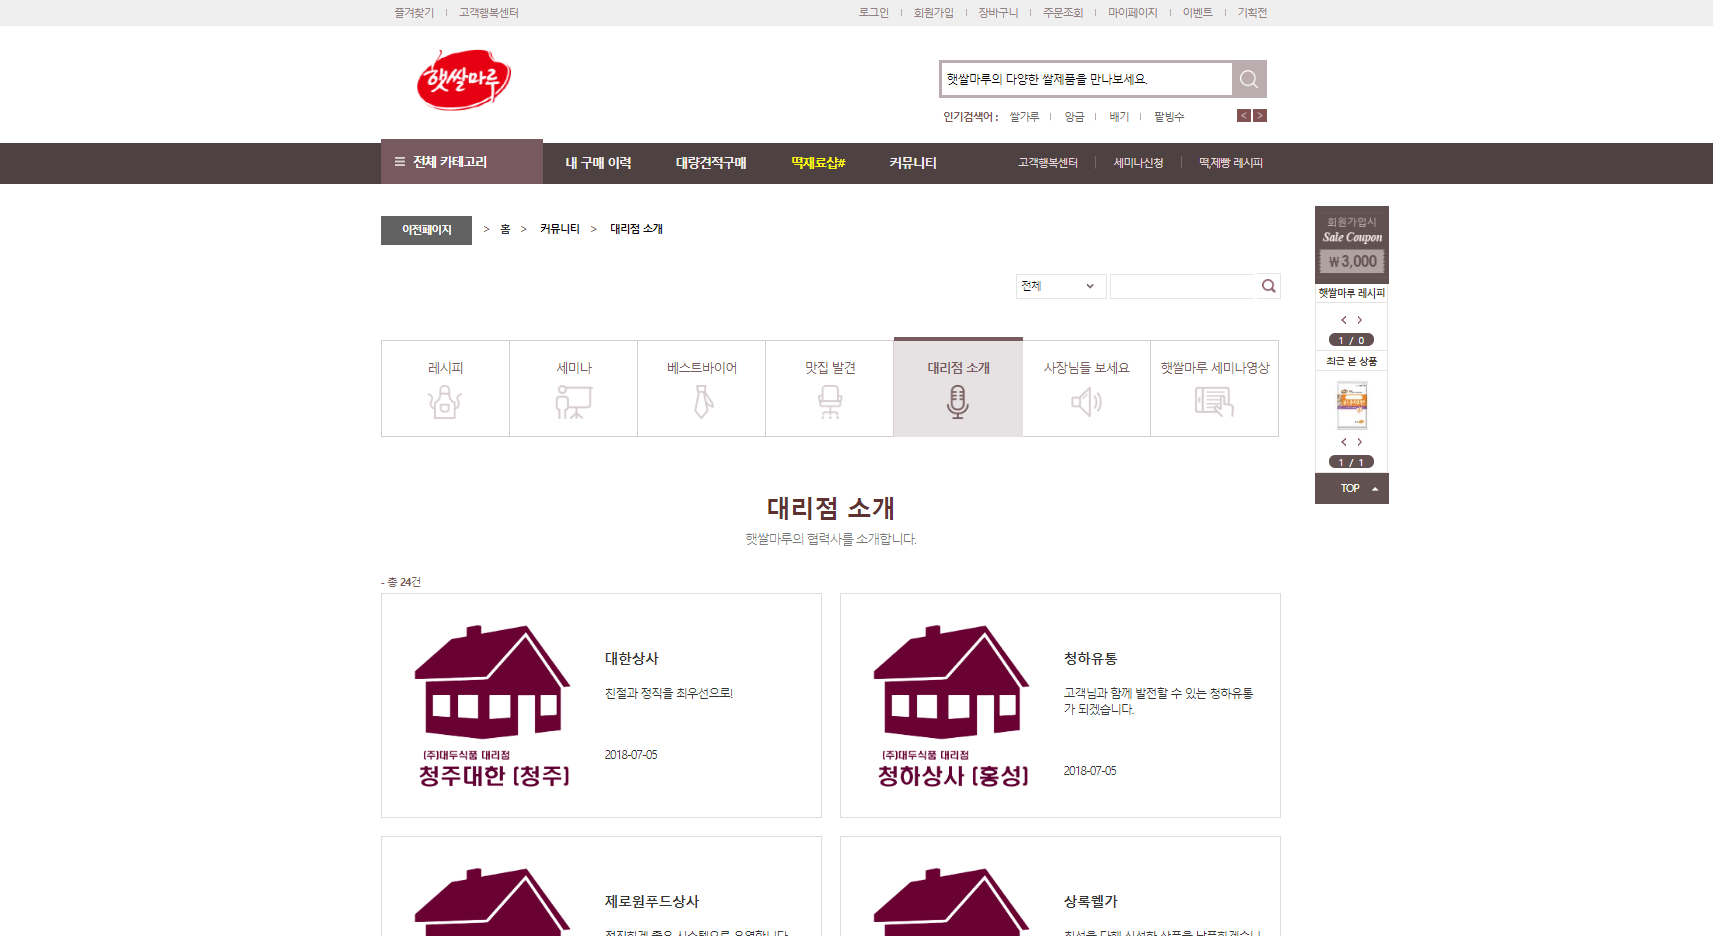 즐겨찾기 고객행복센터 로그인 회원가입 장바구니 주문조회 마이페이지 이벤트 기획전
햇쌀마루
햇쌀마루의 다양한 쌀제품을 만나보세요.
인기검색어 : 쌀가루 앙금 배기 팥빙수 < >
전체 카테고리 내 구매 이력 대량견적구매 떡재료샵# 커뮤니티 고객행복센터 세미나신청 떡,제빵 레시피
이전페이지 > 홈 > 커뮤니티 > 대리점 소개
전체
레시피 세미나 베스트바이어 맛집 발견 대리점 소개 사장님들 보세요 햇쌀마루 세미나영상
회원가입시
Sale Coupon
₩3,000
햇쌀마루 레시피
< >
1 / 0
최근 본 상품
< >
1 / 1
TOP
대리점 소개
햇쌀마루의 협력사를 소개합니다.
- 총 24건
대한상사
친절과 정직을 최우선으로!
2018-07-05
(주)대두식품 대리점
청주대한 [청주]
청하유통
고객님과 함께 발전할 수 있는 청하유통
가 되겠습니다.
2018-07-05
(주)대두식품 대리점
청하상사 [홍성]
제로원푸드상사
상록웰가